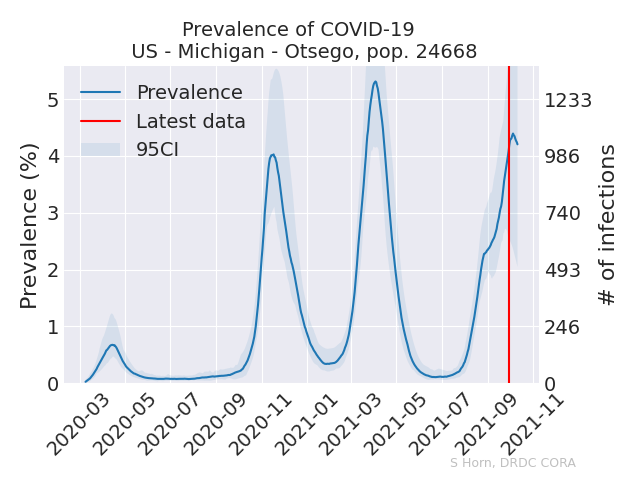 Prevalence of COVID-19
US - Michigan - Otsego, pop. 24668
Prevalence
Latest data
95CI
Prevalence (%)
5
4
3
2
1
0
1233
986
740
493
246
0
# of infections
2020-03
2020-05
2020-07
2020-09
2020-11
2021-01
2021-03
2021-05
2021-07
2021-09
2021-11
S Horn, DRDC CORA